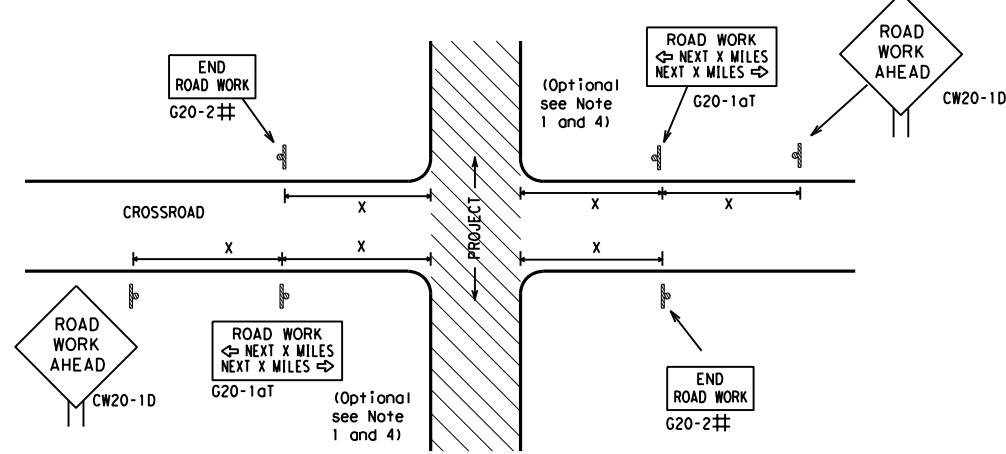 ROAD
WORK
AHEAD
CW20-1D
ROAD WORK
⇦ NEXT X MILES
NEXT X MILES ⇨
G20-1aT
(Optional
see Note
1 and 4)
END
ROAD WORK
G20-2#
X
X
X
CROSSROAD
PROJECT
X
X
X
ROAD
WORK
AHEAD
CW20-1D
ROAD WORK
⇦ NEXT X MILES
NEXT X MILES ⇨
G20-1aT
(Optional
see Note
1 and 4)
END
ROAD WORK
G20-2#